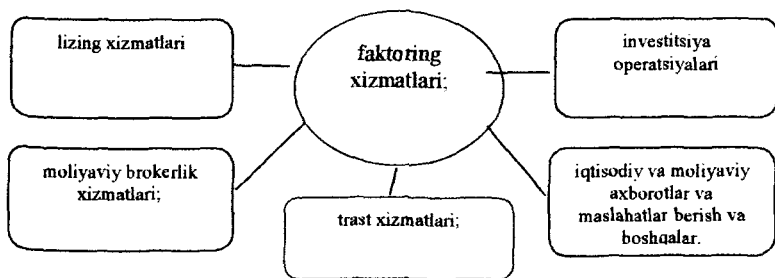 lizing xizmatlari
faktoring
xizmatlari;
investitsiya
operatsiyalari
moliyaviy brokerlik
xizmatlari;
trast xizmatlari;
iqtisodiy va moliyaviy
axborotlar va
maslahatlar berish va
boshqalar.